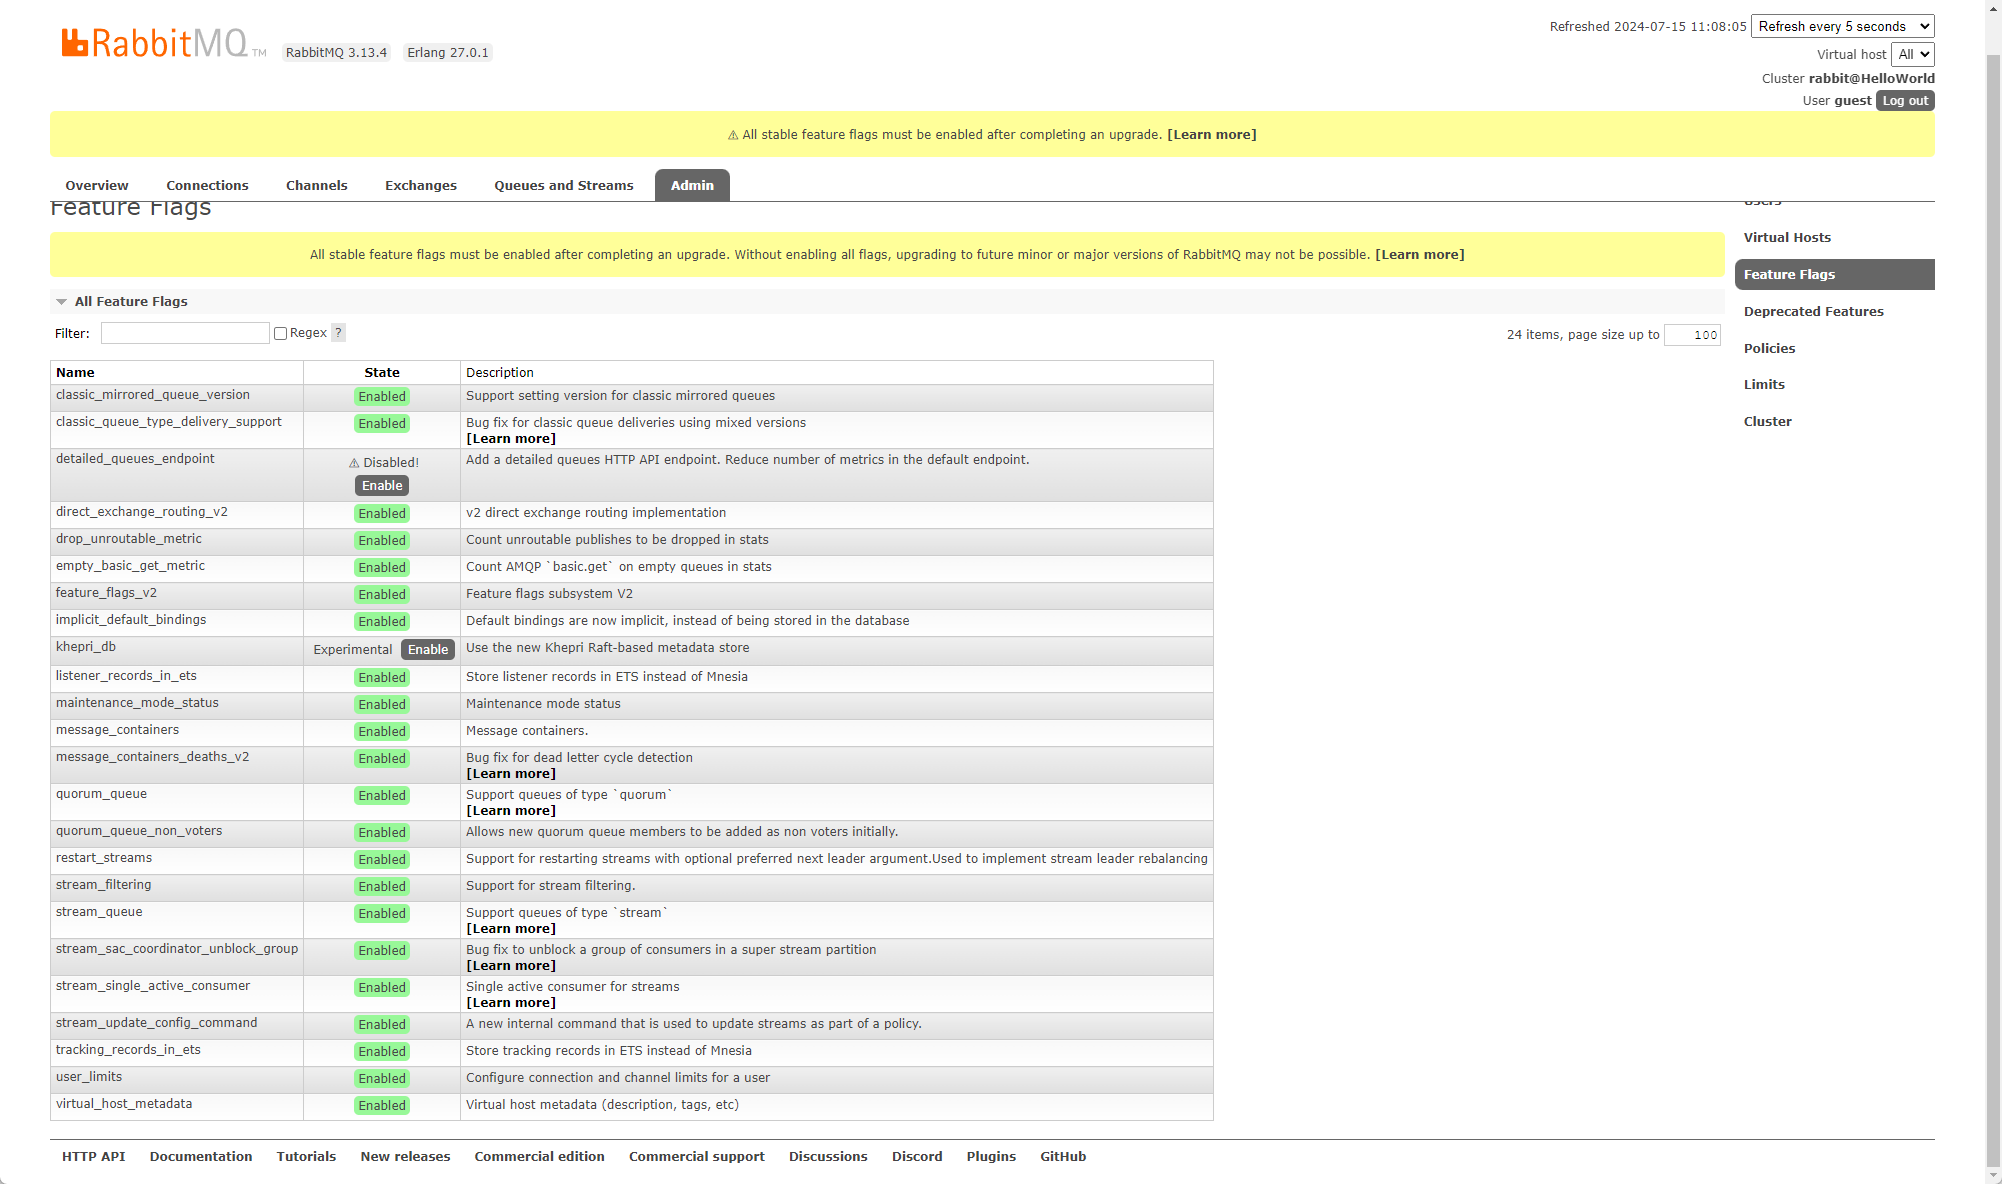 RabbitMQ TM RabbitMQ 3.13.4 Erlang 27.0.1
Refreshed 2024-07-15 11:08:05 Refresh every 5 seconds
Virtual host All
Cluster rabbit@HelloWorld
User guest Log out
⚠ All stable feature flags must be enabled after completing an upgrade. [Learn more]
Overview Connections Channels Exchanges Queues and Streams Admin
Feature Flags
All stable feature flags must be enabled after completing an upgrade. Without enabling all flags, upgrading to future minor or major versions of RabbitMQ may not be possible. [Learn more]
All Feature Flags
Filter: Regex ?
24 items, page size up to 100
Name State Description
classic_mirrored_queue_version Enabled Support setting version for classic mirrored queues
classic_queue_type_delivery_support Enabled Bug fix for classic queue deliveries using mixed versions
[Learn more]
detailed_queues_endpoint ⚠ Disabled! Add a detailed queues HTTP API endpoint. Reduce number of metrics in the default endpoint.
Enable
direct_exchange_routing_v2 Enabled v2 direct exchange routing implementation
drop_unroutable_metric Enabled Count unroutable publishes to be dropped in stats
empty_basic_get_metric Enabled Count AMQP `basic.get` on empty queues in stats
feature_flags_v2 Enabled Feature flags subsystem V2
implicit_default_bindings Enabled Default bindings are now implicit, instead of being stored in the database
khepri_db Experimental Enable Use the new Khepri Raft-based metadata store
listener_records_in_ets Enabled Store listener records in ETS instead of Mnesia
maintenance_mode_status Enabled Maintenance mode status
message_containers Enabled Message containers.
message_containers_deaths_v2 Enabled Bug fix for dead letter cycle detection
[Learn more]
quorum_queue Enabled Support queues of type `quorum`
[Learn more]
quorum_queue_non_voters Enabled Allows new quorum queue members to be added as non voters initially.
restart_streams Enabled Support for restarting streams with optional preferred next leader argument.Used to implement stream leader rebalancing
stream_filtering Enabled Support for stream filtering.
stream_queue Enabled Support queues of type `stream`
[Learn more]
stream_sac_coordinator_unblock_group Enabled Bug fix to unblock a group of consumers in a super stream partition
[Learn more]
stream_single_active_consumer Enabled Single active consumer for streams
[Learn more]
stream_update_config_command Enabled A new internal command that is used to update streams as part of a policy.
tracking_records_in_ets Enabled Store tracking records in ETS instead of Mnesia
user_limits Enabled Configure connection and channel limits for a user
virtual_host_metadata Enabled Virtual host metadata (description, tags, etc)
Users
Virtual Hosts
Feature Flags
Deprecated Features
Policies
Limits
Cluster
HTTP API Documentation Tutorials New releases Commercial edition Commercial support Discussions Discord Plugins GitHub